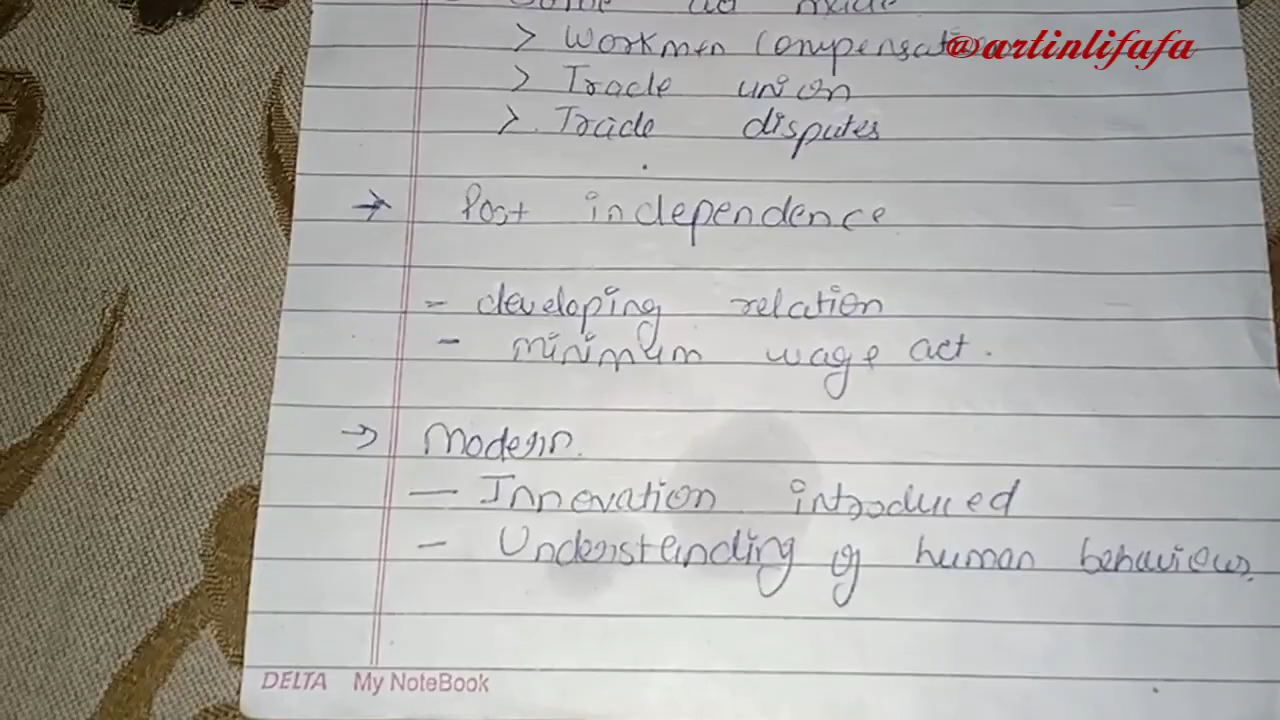 > Workmen Compensation
@artinlifafa
> Trade union
> Trade disputes
→ Post independence
- developing relation
- minimum wage act.
→ Modern.
— Innovation introduced
- Understanding of human behaviour.
DELTA My NoteBook